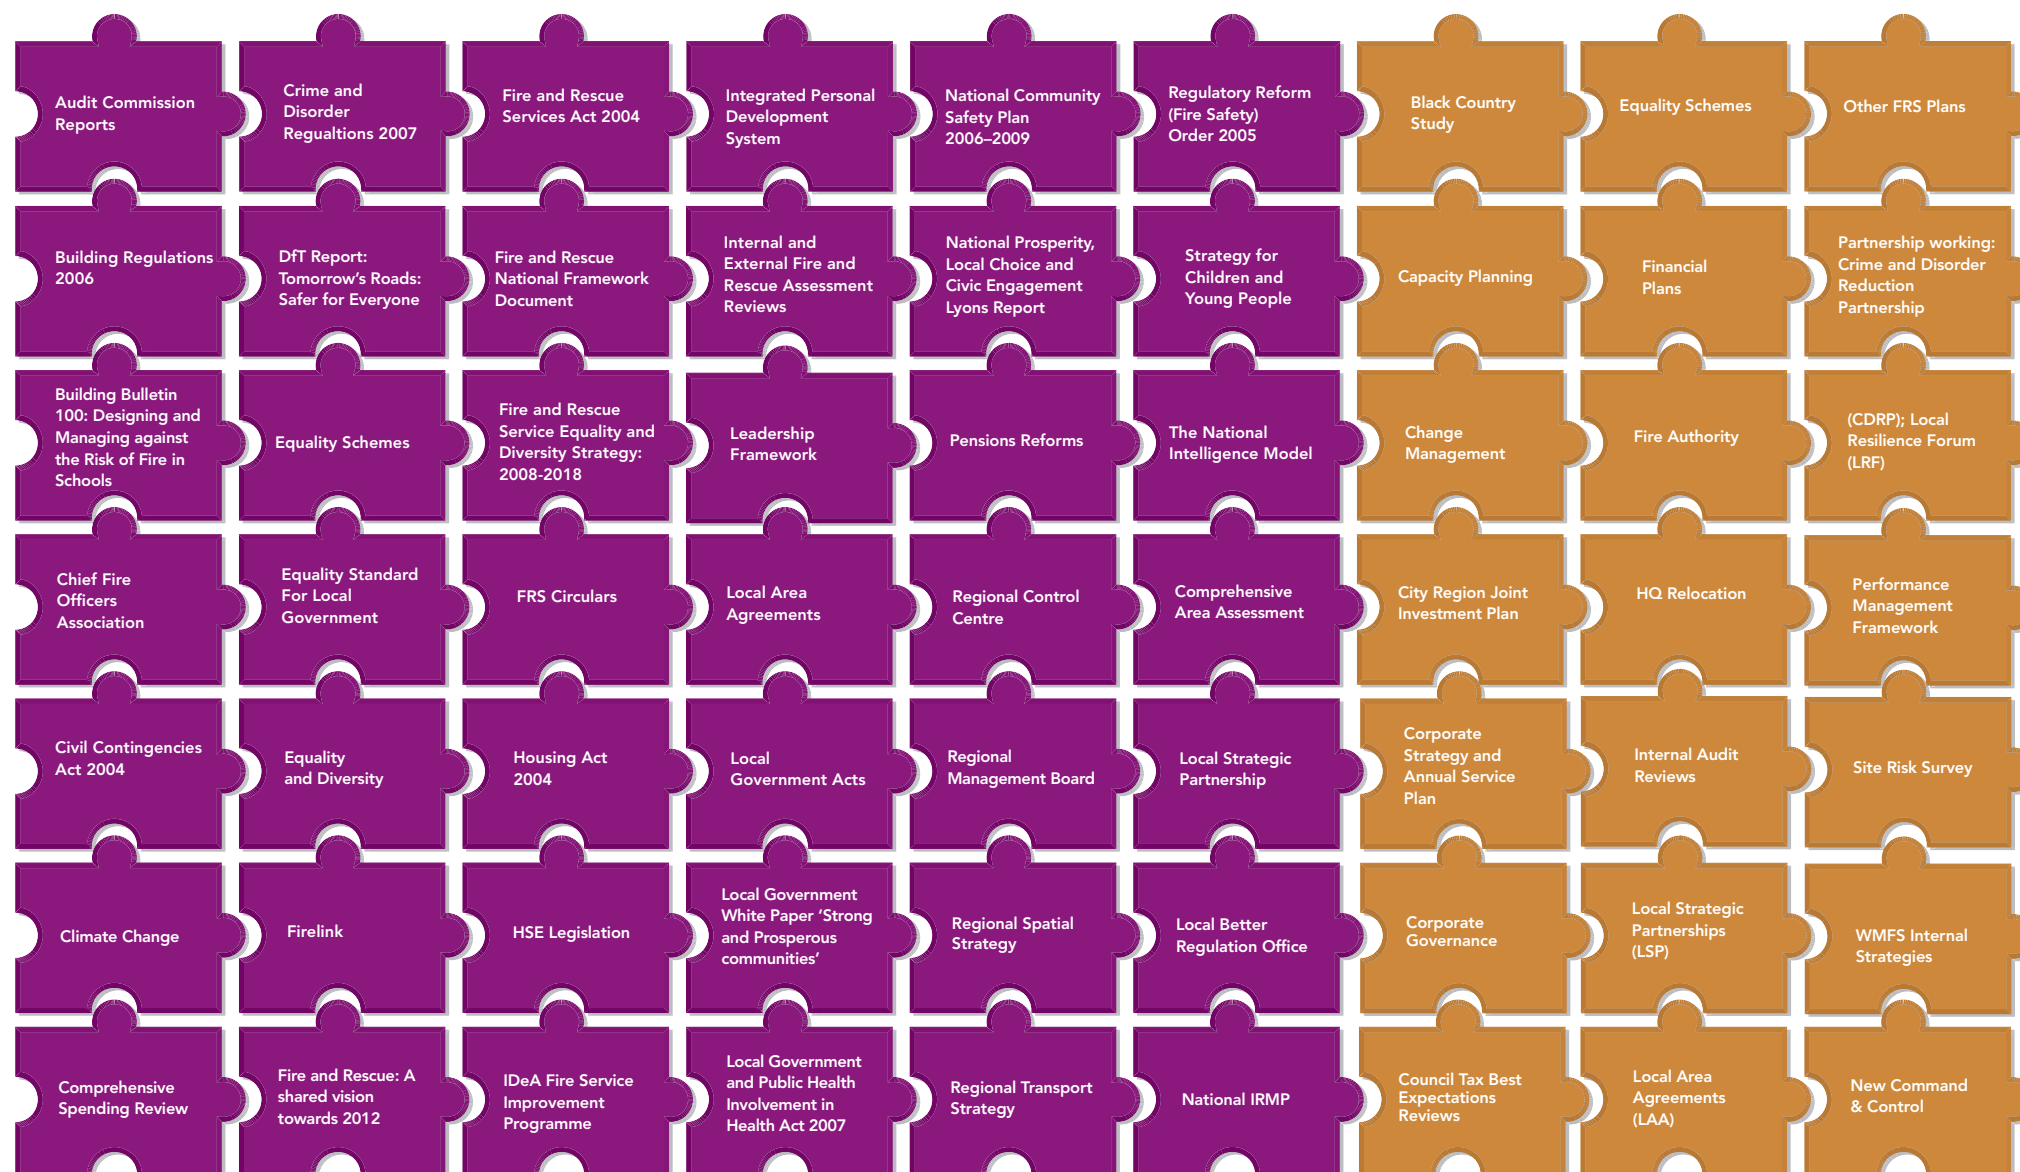 Audit Commission
Reports
Crime and
Disorder
Regualtions 2007
Fire and Rescue
Services Act 2004
Integrated Personal
Development
System
National Community
Safety Plan
2006–2009
Regulatory Reform
(Fire Safety)
Order 2005
Black Country
Study
Equality Schemes
Other FRS Plans
Building Regulations
2006
DfT Report:
Tomorrow’s Roads:
Safer for Everyone
Fire and Rescue
National Framework
Document
Internal and
External Fire and
Rescue Assessment
Reviews
National Prosperity,
Local Choice and
Civic Engagement
Lyons Report
Strategy for
Children and
Young People
Capacity Planning
Financial
Plans
Partnership working:
Crime and Disorder
Reduction
Partnership
Building Bulletin
100: Designing and
Managing against
the Risk of Fire in
Schools
Equality Schemes
Fire and Rescue
Service Equality and
Diversity Strategy:
2008-2018
Leadership
Framework
Pensions Reforms
The National
Intelligence Model
Change
Management
Fire Authority
(CDRP); Local
Resilience Forum
(LRF)
Chief Fire
Officers
Association
Equality Standard
For Local
Government
FRS Circulars
Local Area
Agreements
Regional Control
Centre
Comprehensive
Area Assessment
City Region Joint
Investment Plan
HQ Relocation
Performance
Management
Framework
Civil Contingencies
Act 2004
Equality
and Diversity
Housing Act
2004
Local
Government Acts
Regional
Management Board
Local Strategic
Partnership
Corporate
Strategy and
Annual Service
Plan
Internal Audit
Reviews
Site Risk Survey
Climate Change
Firelink
HSE Legislation
Local Government
White Paper ‘Strong
and Prosperous
communities’
Regional Spatial
Strategy
Local Better
Regulation Office
Corporate
Governance
Local Strategic
Partnerships
(LSP)
WMFS Internal
Strategies
Comprehensive
Spending Review
Fire and Rescue: A
shared vision
towards 2012
IDeA Fire Service
Improvement
Programme
Local Government
and Public Health
Involvement in
Health Act 2007
Regional Transport
Strategy
National IRMP
Council Tax Best
Expectations
Reviews
Local Area
Agreements
(LAA)
New Command
& Control